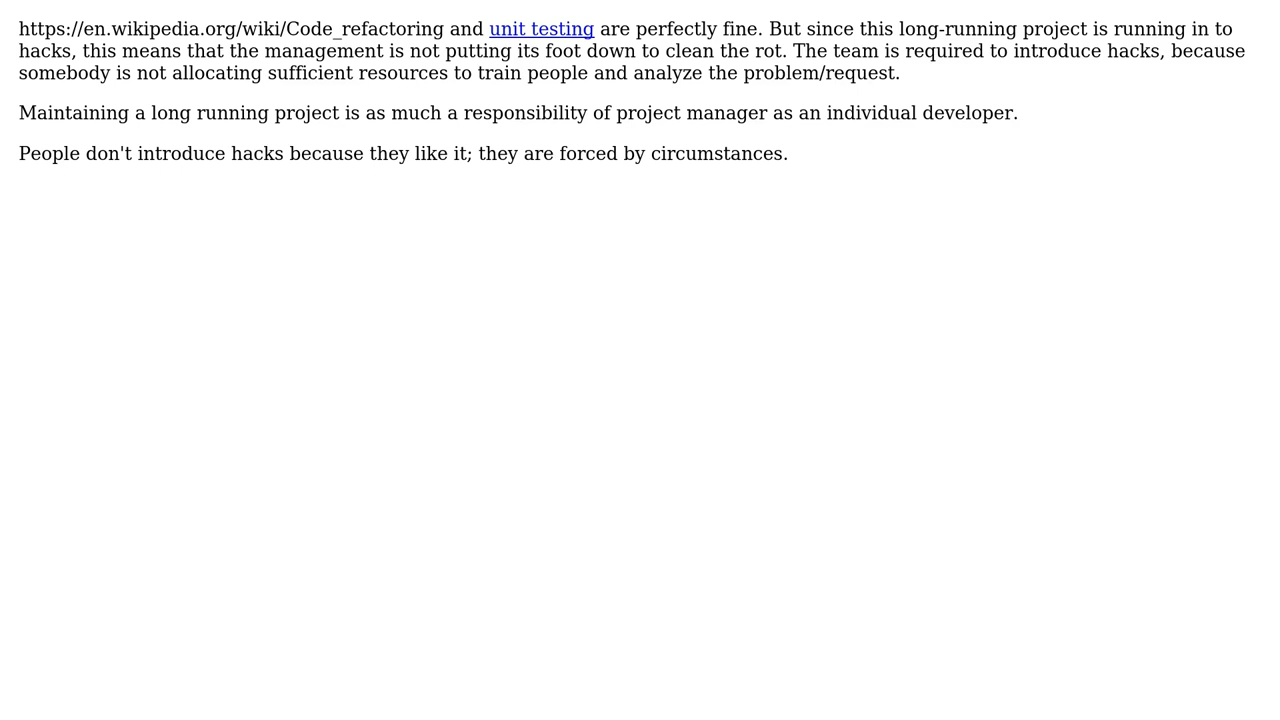 https://en.wikipedia.org/wiki/Code_refactoring and unit testing are perfectly fine. But since this long-running project is running in to
hacks, this means that the management is not putting its foot down to clean the rot. The team is required to introduce hacks, because
somebody is not allocating sufficient resources to train people and analyze the problem/request.
Maintaining a long running project is as much a responsibility of project manager as an individual developer.
People don't introduce hacks because they like it; they are forced by circumstances.